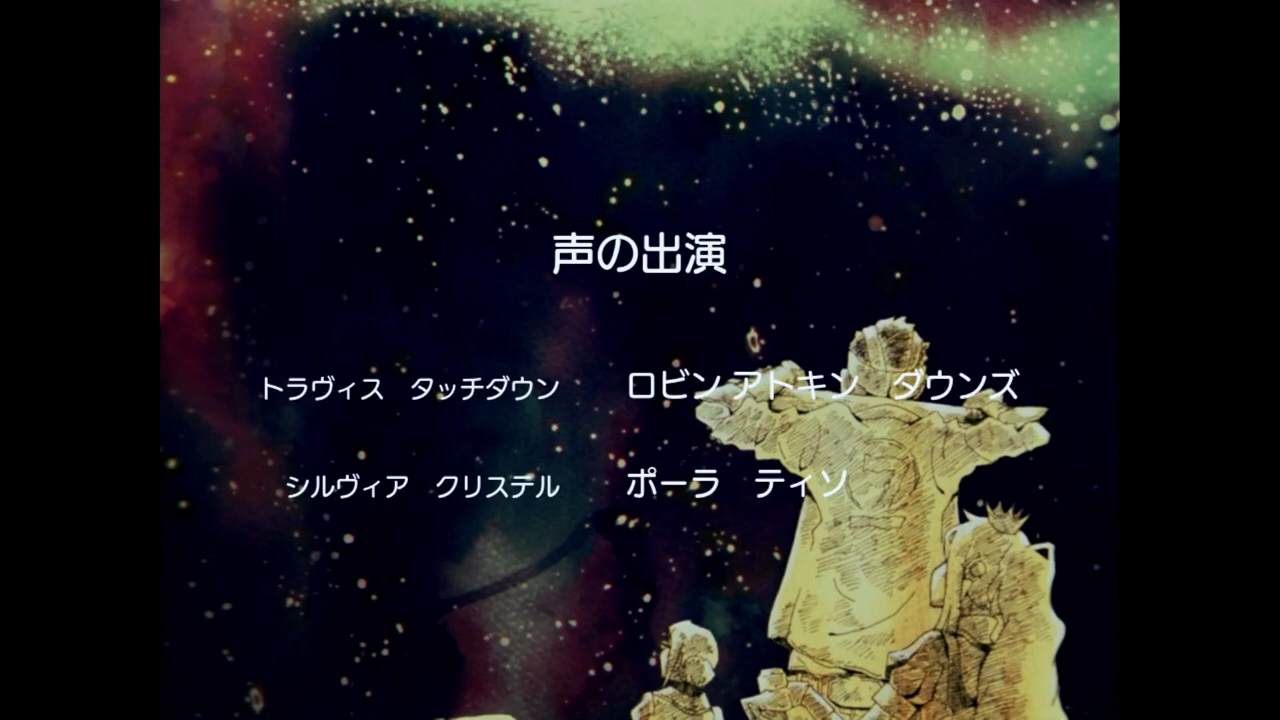 声の出演
トラヴィス　タッチダウン　ロビン アトキン　ダウンズ
シルヴィア　クリステル　ポーラ　ティソ